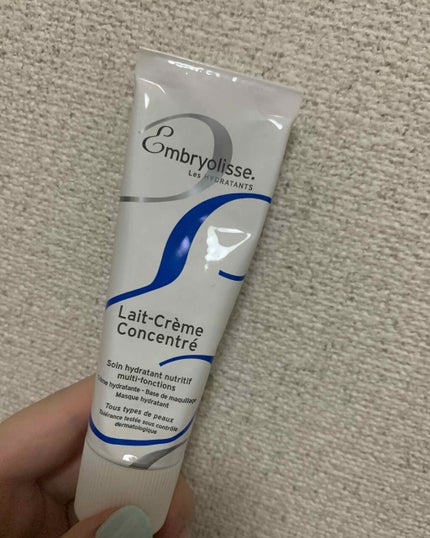 Embryolisse.
Les HYDRATANTS
Lait-Crème
Concentré
Soin hydratant nutritif
multi-fonctions
hydratante - Base de maquillage
Masque hydratant
Tous types de peaux
Tolérance testée sous contrôle
dermatologique